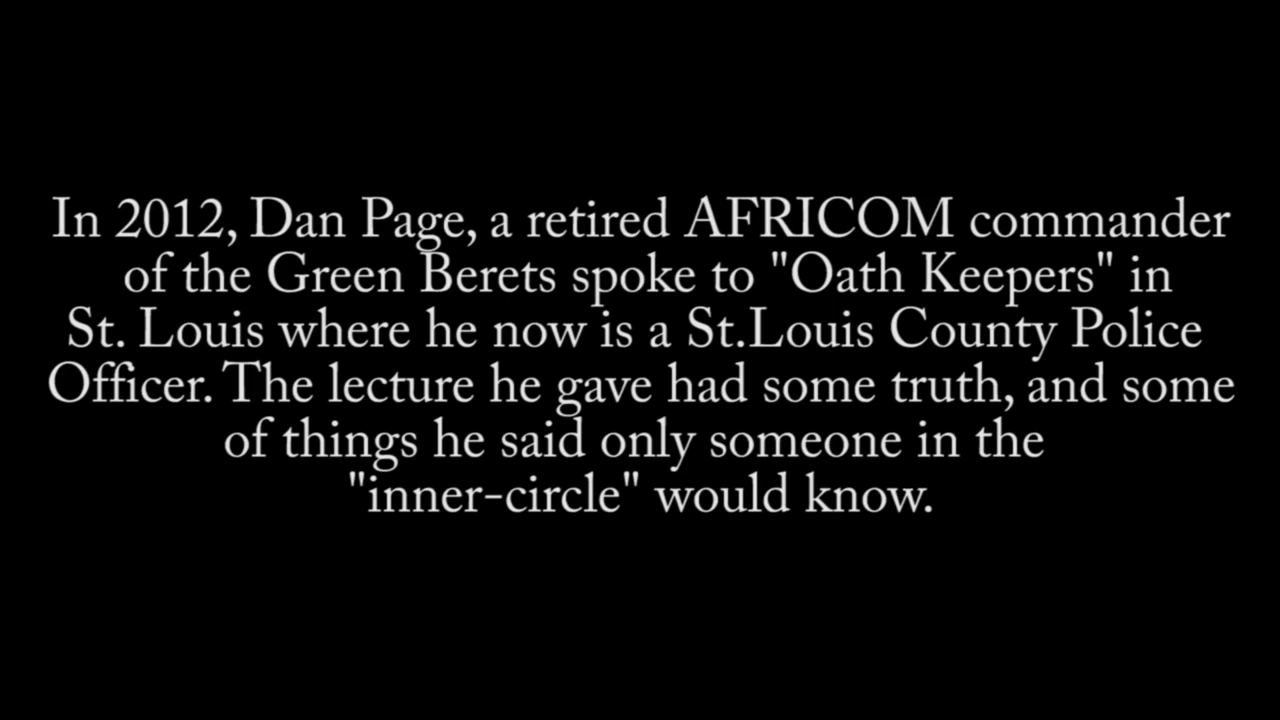 In 2012, Dan Page, a retired AFRICOM commander
of the Green Berets spoke to "Oath Keepers" in
St. Louis where he now is a St.Louis County Police
Officer. The lecture he gave had some truth, and some
of things he said only someone in the
"inner-circle" would know.